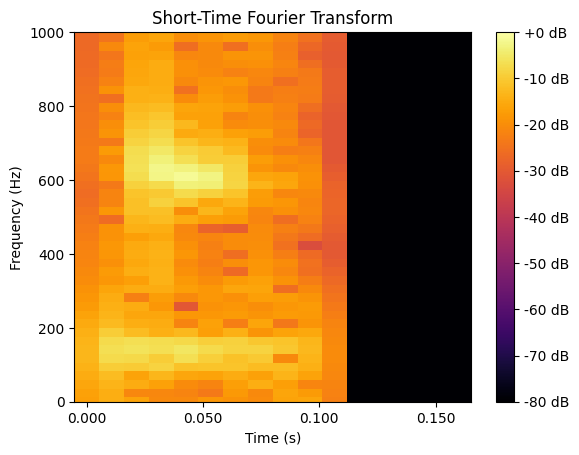 Short-Time Fourier Transform
1000
800
600
400
200
0
Frequency (Hz)
0.000
0.050
0.100
0.150
Time (s)
+0 dB
-10 dB
-20 dB
-30 dB
-40 dB
-50 dB
-60 dB
-70 dB
-80 dB